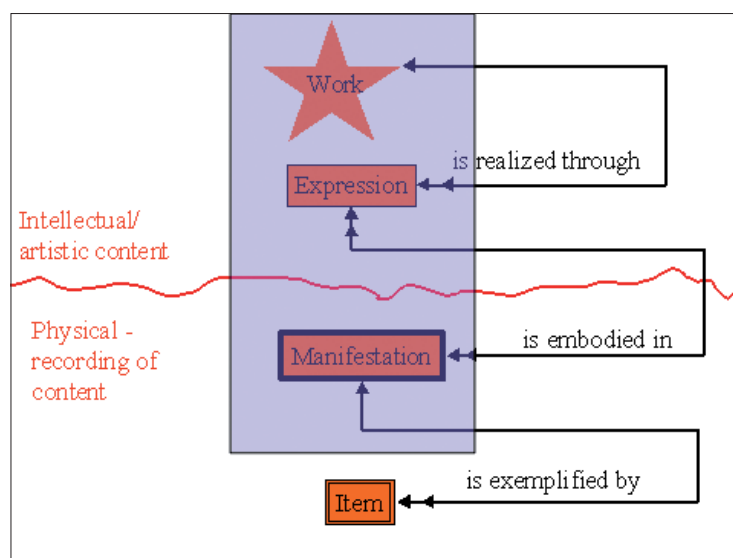 Work
is realized through
Expression
Intellectual/
artistic content
Physical -
recording of
content
is embodied in
Manifestation
is exemplified by
Item